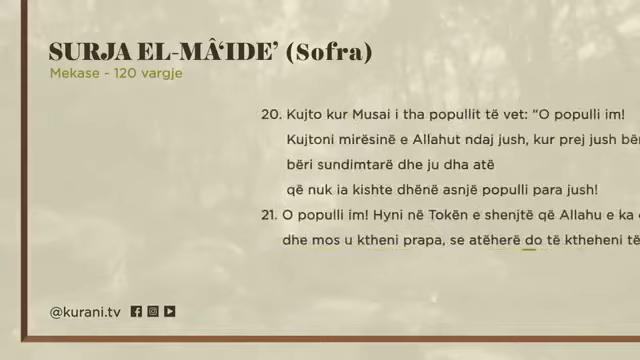 SURJA EL-MÂ‘IDE’ (Sofra)
Mekase - 120 vargje
20. Kujto kur Musai i tha popullit të vet: “O populli im!
Kujtoni mirësinë e Allahut ndaj jush, kur prej jush
bëri sundimtarë dhe ju dha atë
që nuk ia kishte dhënë asnjë populli para jush!
21. O populli im! Hyni në Tokën e shenjtë që Allahu e ka
dhe mos u ktheni prapa, se atëherë do të ktheheni të
@kurani.tv